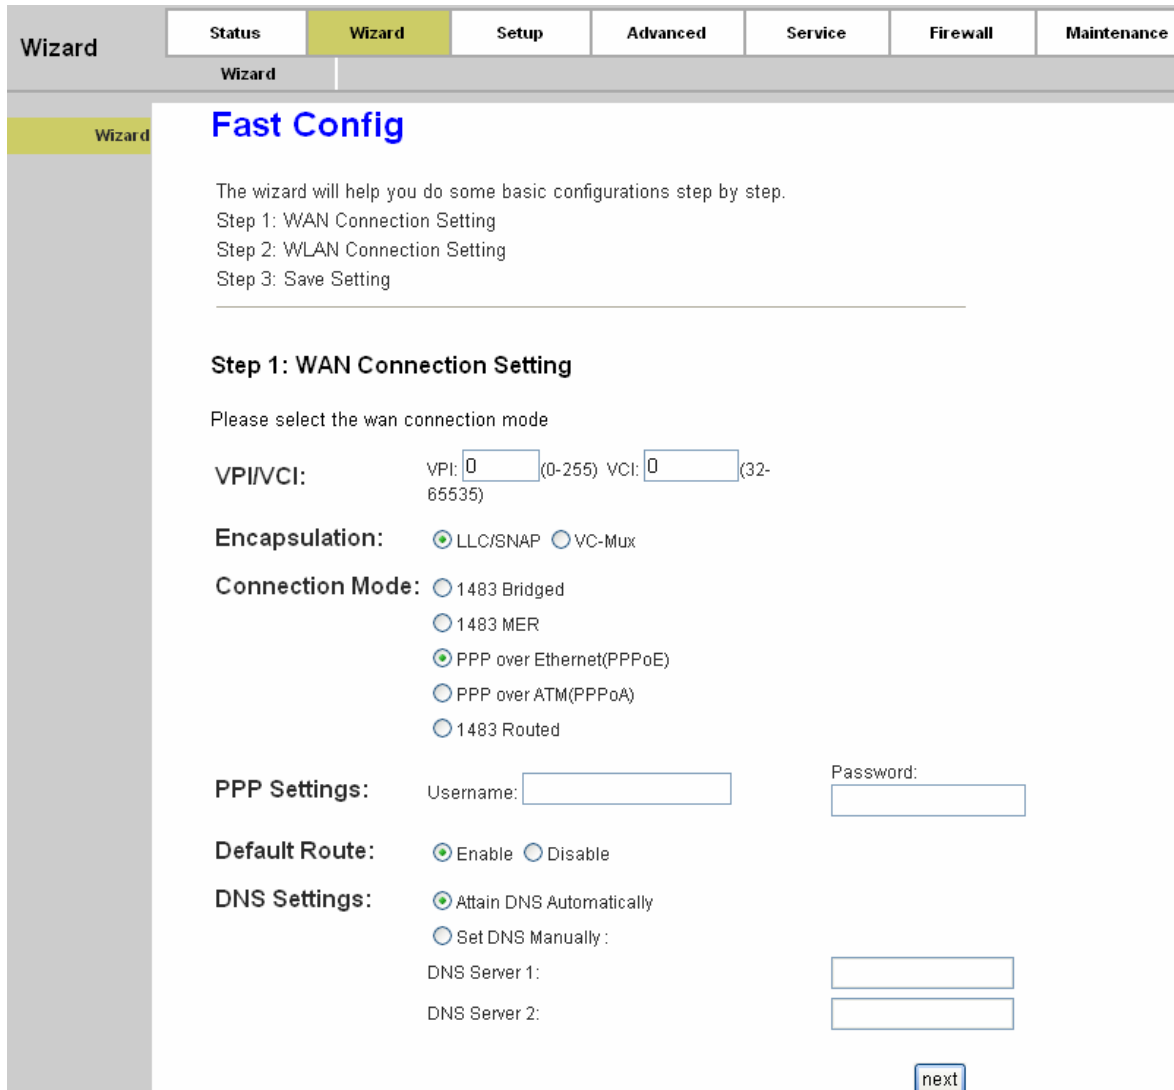 Wizard
Status Wizard Setup Advanced Service Firewall Maintenance
Wizard
Wizard
Fast Config
The wizard will help you do some basic configurations step by step.
Step 1: WAN Connection Setting
Step 2: WLAN Connection Setting
Step 3: Save Setting
Step 1: WAN Connection Setting
Please select the wan connection mode
VPI/VCI: VPI: 0 (0-255) VCI: 0 (32-
65535)
Encapsulation: LLC/SNAP VC-Mux
Connection Mode: 1483 Bridged
1483 MER
PPP over Ethernet(PPPoE)
PPP over ATM(PPPoA)
1483 Routed
PPP Settings: Username: Password:
Default Route: Enable Disable
DNS Settings: Attain DNS Automatically
Set DNS Manually :
DNS Server 1:
DNS Server 2:
next